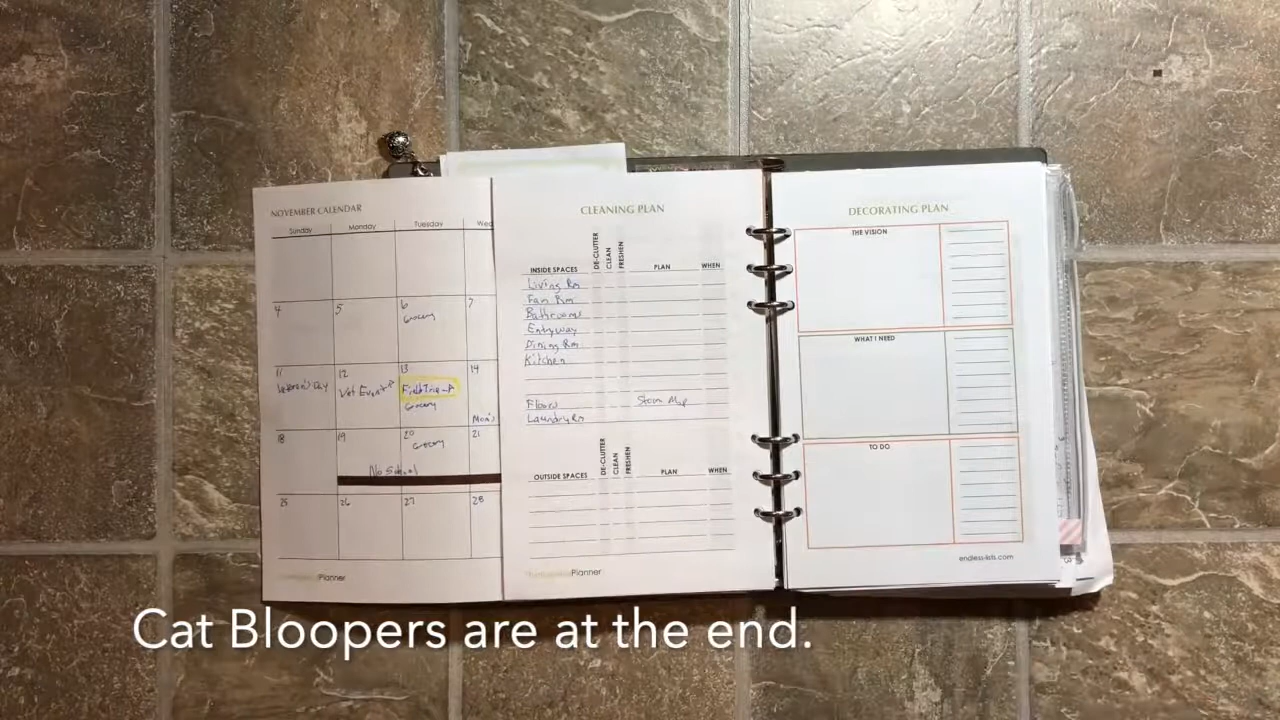 NOVEMBER CALENDAR
Sunday Monday Tuesday Wed
4 5 6 7
Grocery
11 12 13 14
Veteran's Day Vet Event Field Trip-A
Grocery
Mom's
18 19 20 21
Grocery
No School
25 26 27 28
Planner
CLEANING PLAN
INSIDE SPACES DE-CLUTTER CLEAN FRESHEN PLAN WHEN
Living Rm
Fam Rm
Bathrooms
Entryway
Dining Rm
Kitchen
Floors Steam Mop
Laundry Rm
OUTSIDE SPACES DE-CLUTTER CLEAN FRESHEN PLAN WHEN
Planner
DECORATING PLAN
THE VISION
WHAT I NEED
TO DO
endless-lists.com
Cat Bloopers are at the end.